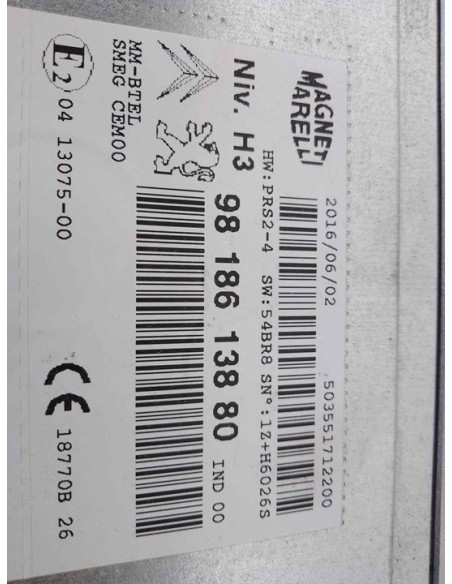 MAGNETI
MARELLI
2016/06/02 503551712200
HW:PRS2-4 SW:54BR8 SN°:1Z+H6026S
Niv. H3 98 186 138 80 IND 00
MM-BTEL
SMEG CEM00
E2 04 13075-00
CE 18770B 26